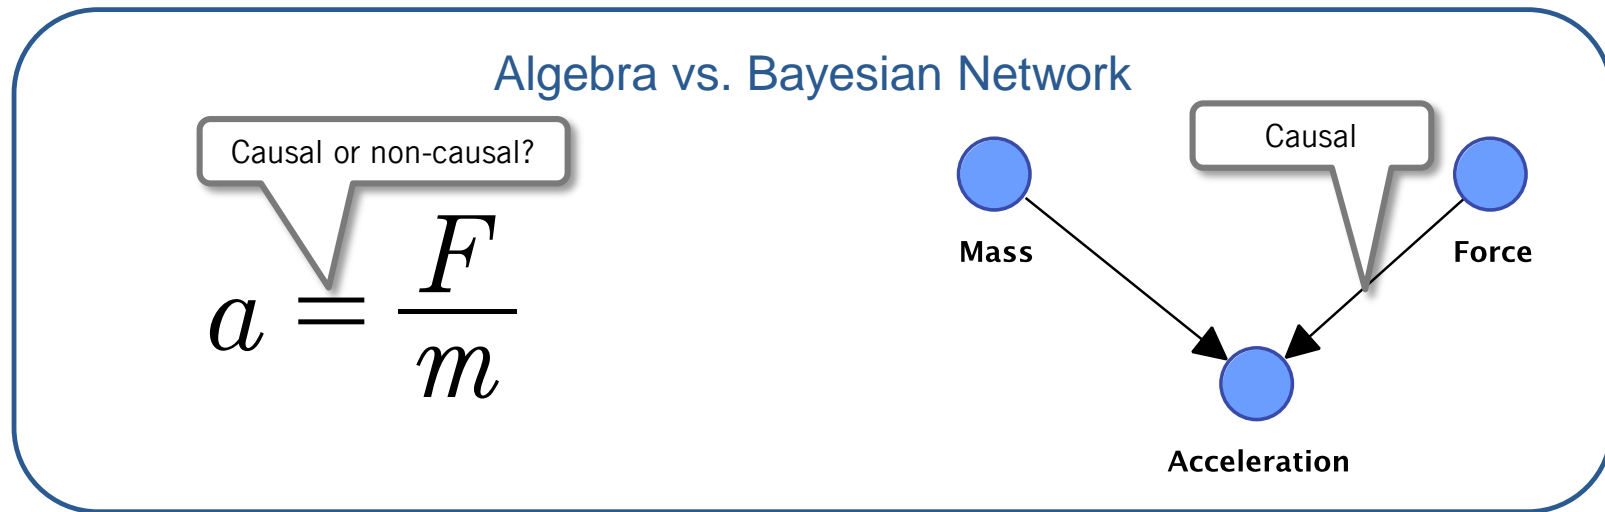 Algebra vs. Bayesian Network
Causal or non-causal?
a = F/m
Causal
Mass
Force
Acceleration